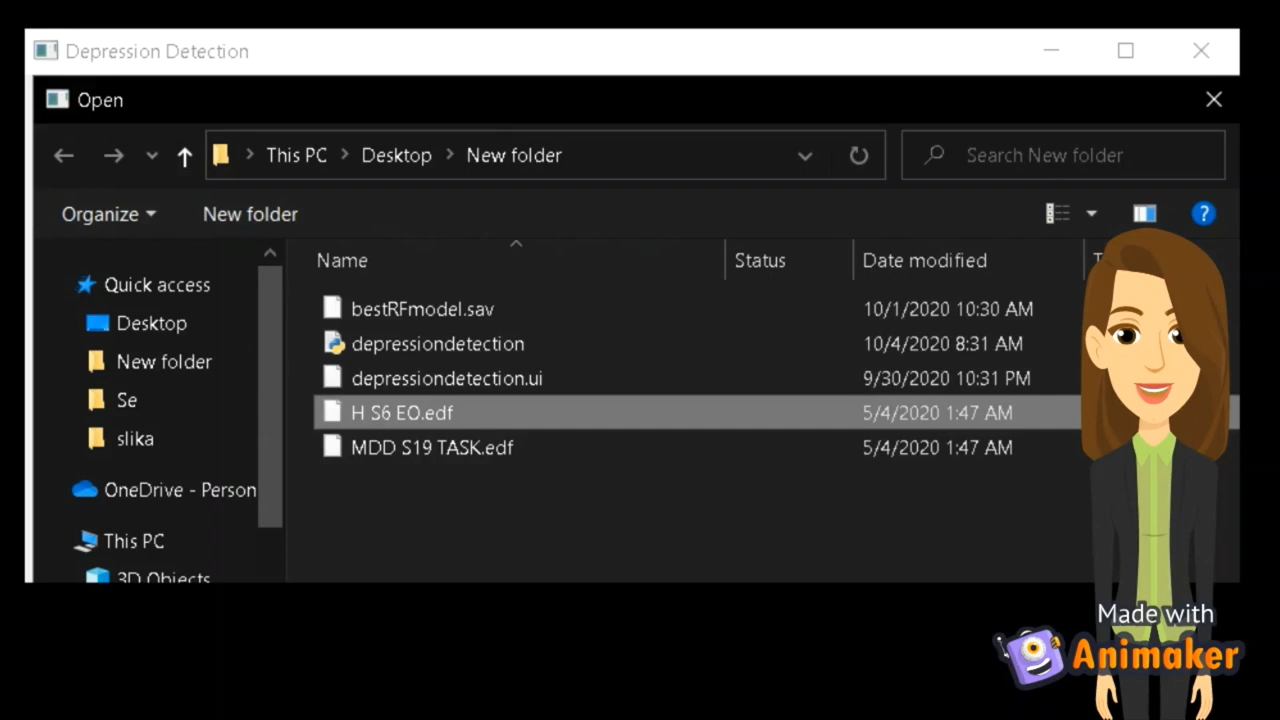 Depression Detection
Open
This PC Desktop New folder
Search New folder
Organize New folder
?
Name Status Date modified
Quick access
Desktop
New folder
Se
slika
OneDrive - Person
This PC
3D Objects
bestRFmodel.sav 10/1/2020 10:30 AM
depressiondetection 10/4/2020 8:31 AM
depressiondetection.ui 9/30/2020 10:31 PM
H S6 EO.edf 5/4/2020 1:47 AM
MDD S19 TASK.edf 5/4/2020 1:47 AM
Made with
Animaker